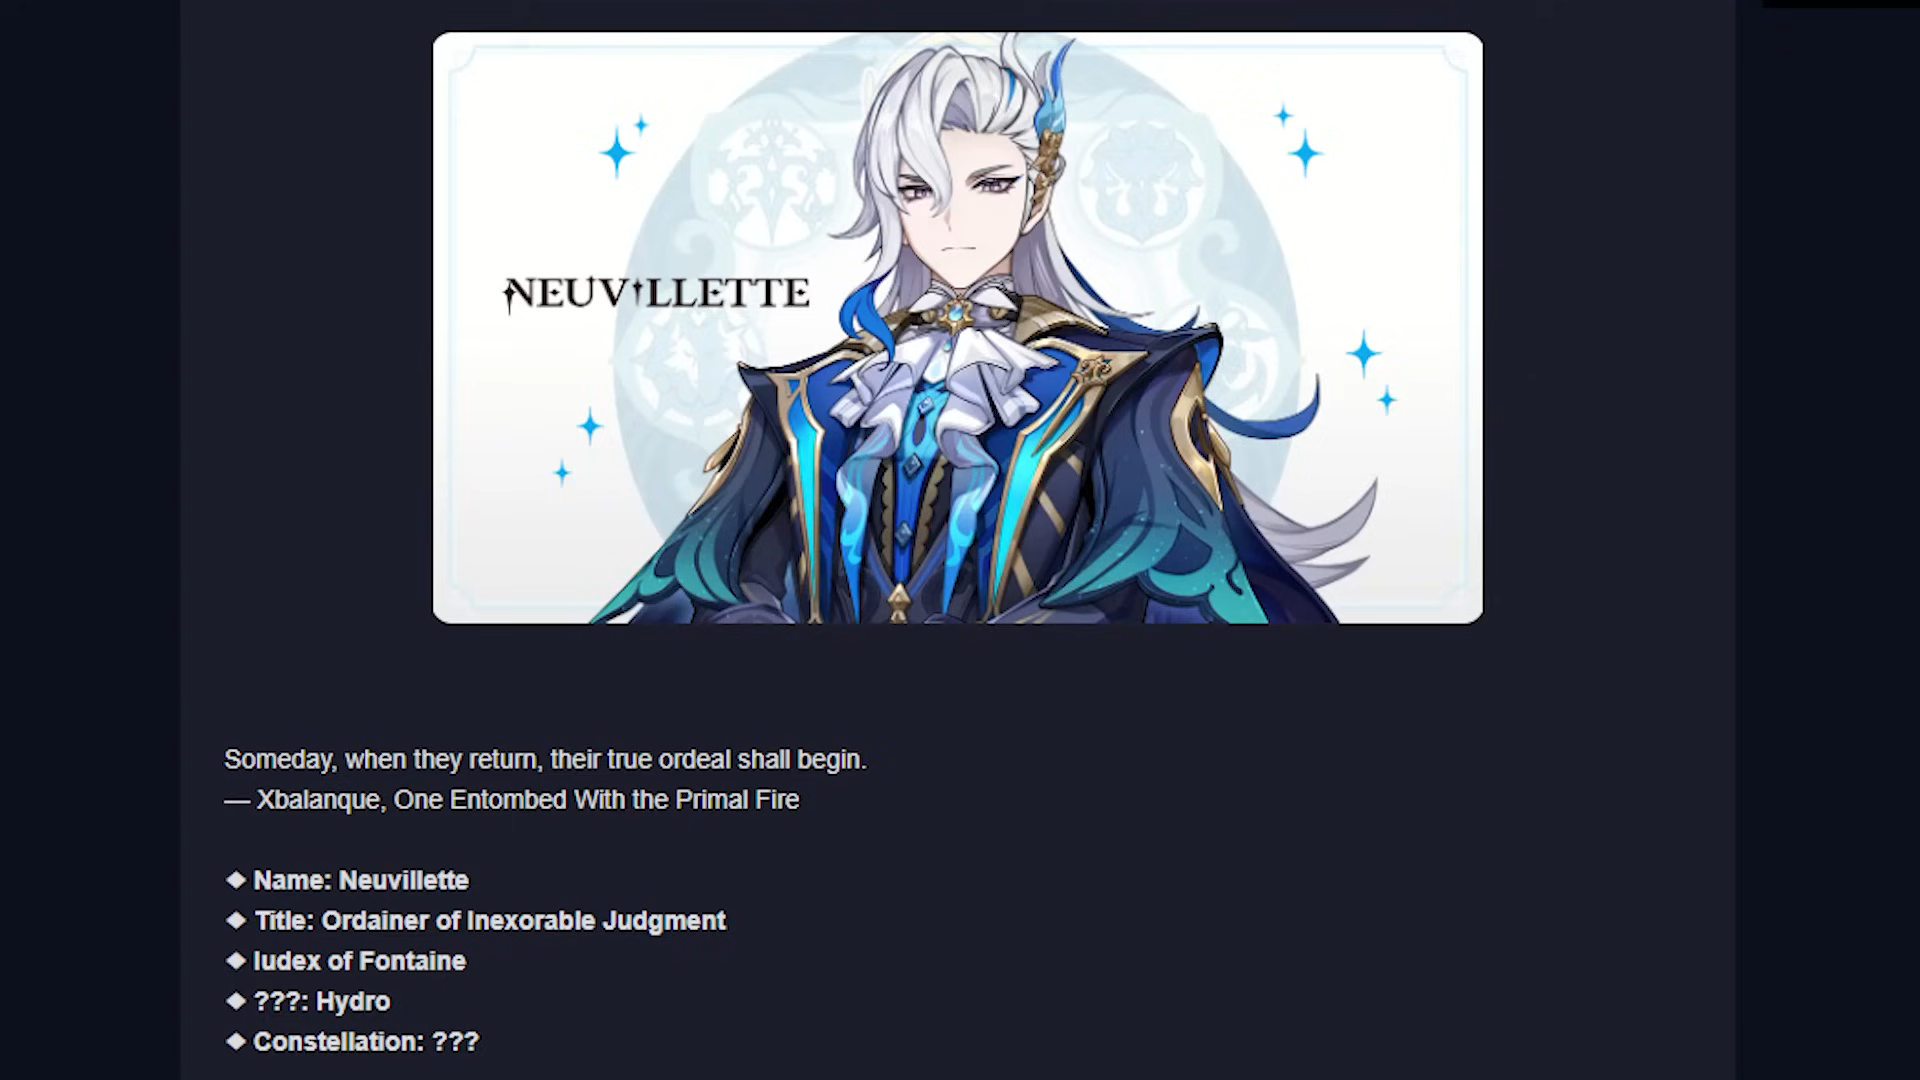 NEUVILLETTE
Someday, when they return, their true ordeal shall begin.
— Xbalanque, One Entombed With the Primal Fire
◆ Name: Neuvillette
◆ Title: Ordainer of Inexorable Judgment
◆ Iudex of Fontaine
◆ ???: Hydro
◆ Constellation: ???